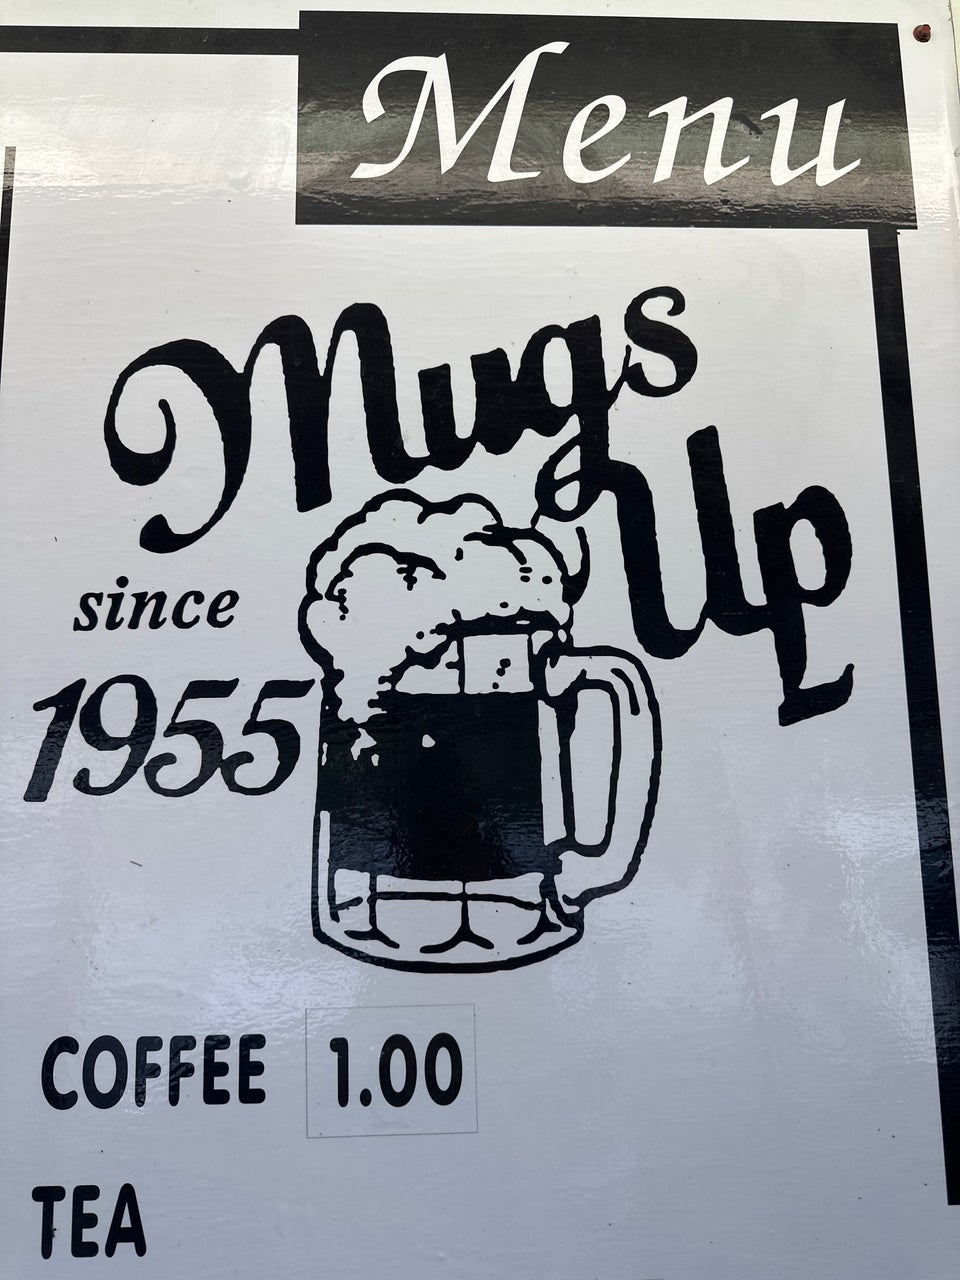 Menu
Mugs
Up
since
1955
COFFEE 1.00
TEA